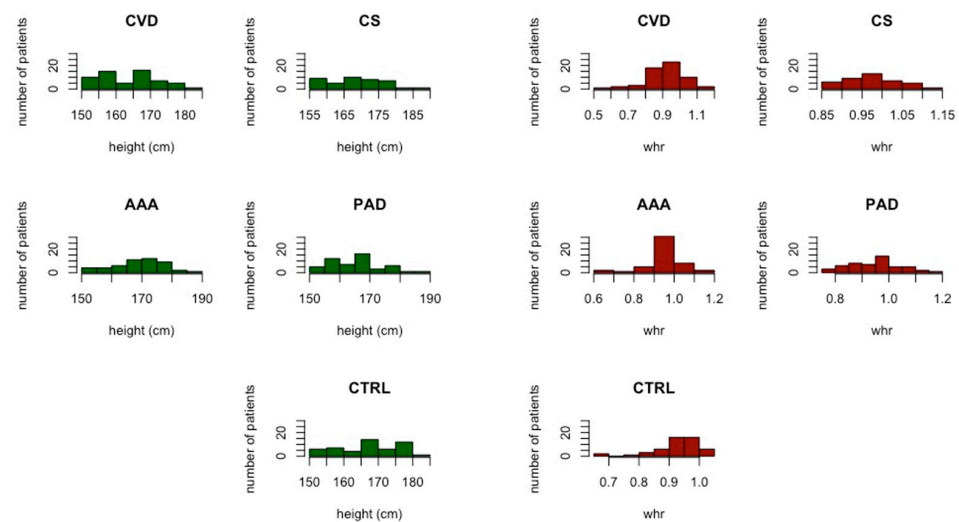 CVD
number of patients
0 20
150 160 170 180
height (cm)
CS
number of patients
0 20
155 165 175 185
height (cm)
CVD
number of patients
0 20
0.5 0.7 0.9 1.1
whr
CS
number of patients
0 20
0.85 0.95 1.05 1.15
whr
AAA
number of patients
0 20
150 170 190
height (cm)
PAD
number of patients
0 20
150 170 190
height (cm)
AAA
number of patients
0 20
0.6 0.8 1.0 1.2
whr
PAD
number of patients
0 20
0.8 1.0 1.2
whr
CTRL
number of patients
0 20
150 160 170 180
height (cm)
CTRL
number of patients
0 20
0.7 0.8 0.9 1.0
whr